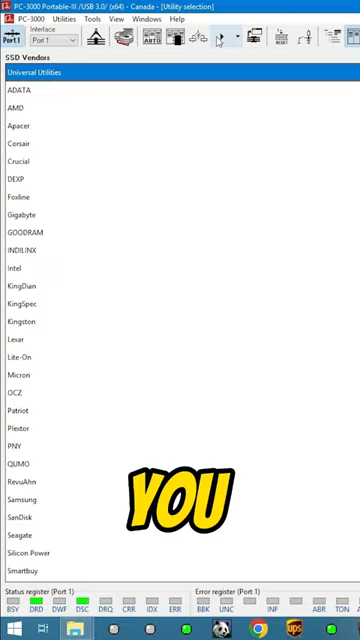 PC-3000 Portable-III /USB 3.0/ (x64) - Canada - [Utility selection]
PC-3000 Utilities Tests Tools Windows Help
Port 1
Interface
Port 1
AUTO
RESET
SSD Vendors
Universal Utilities
ADATA
AMD
Apacer
Corsair
Crucial
DEXP
Foxline
Gigabyte
GOODRAM
INDILINX
Intel
KingDian
KingSpec
Kingston
Lexar
Lite-On
Micron
OCZ
Patriot
Plextor
PNY
QUMO
RevuAhn
Samsung
SanDisk
Seagate
Silicon Power
Smartbuy
YOU
Status register (Port 1)
Error register (Port 1)
BSY DRD DWF DSC DRQ CRR IDX ERR
BBK UNC INF ABR TON
ups